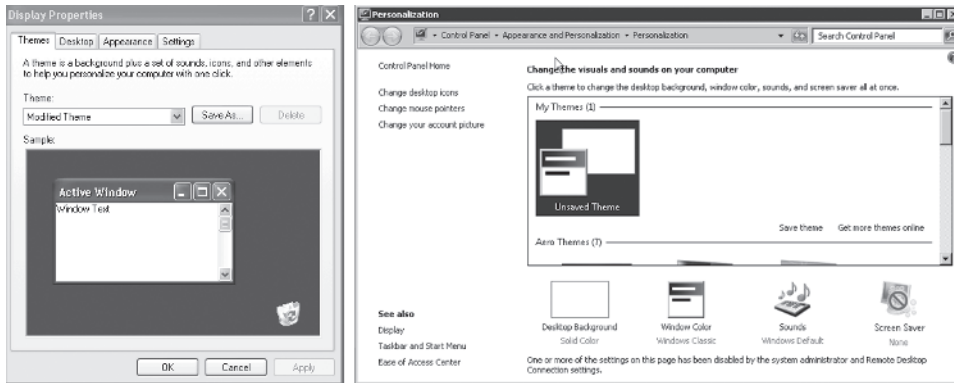 Display Properties
Themes Desktop Appearance Settings
A theme is a background plus a set of sounds, icons, and other elements
to help you personalize your computer with one click.
Theme:
Modified Theme
Save As...
Delete
Sample:
Active Window
Window Text
OK Cancel Apply
Personalization
Control Panel Appearance and Personalization Personalization
Search Control Panel
Control Panel Home
Change desktop icons
Change mouse pointers
Change your account picture
See also
Display
Taskbar and Start Menu
Ease of Access Center
Change the visuals and sounds on your computer
Click a theme to change the desktop background, window color, sounds, and screen saver all at once.
My Themes (1)
Unsaved Theme
Save theme Get more themes online
Aero Themes (7)
Desktop Background Window Color Sounds Screen Saver
Solid Color Windows Classic Windows Default None
One or more of the settings on this page has been disabled by the system administrator and Remote Desktop
Connection settings.